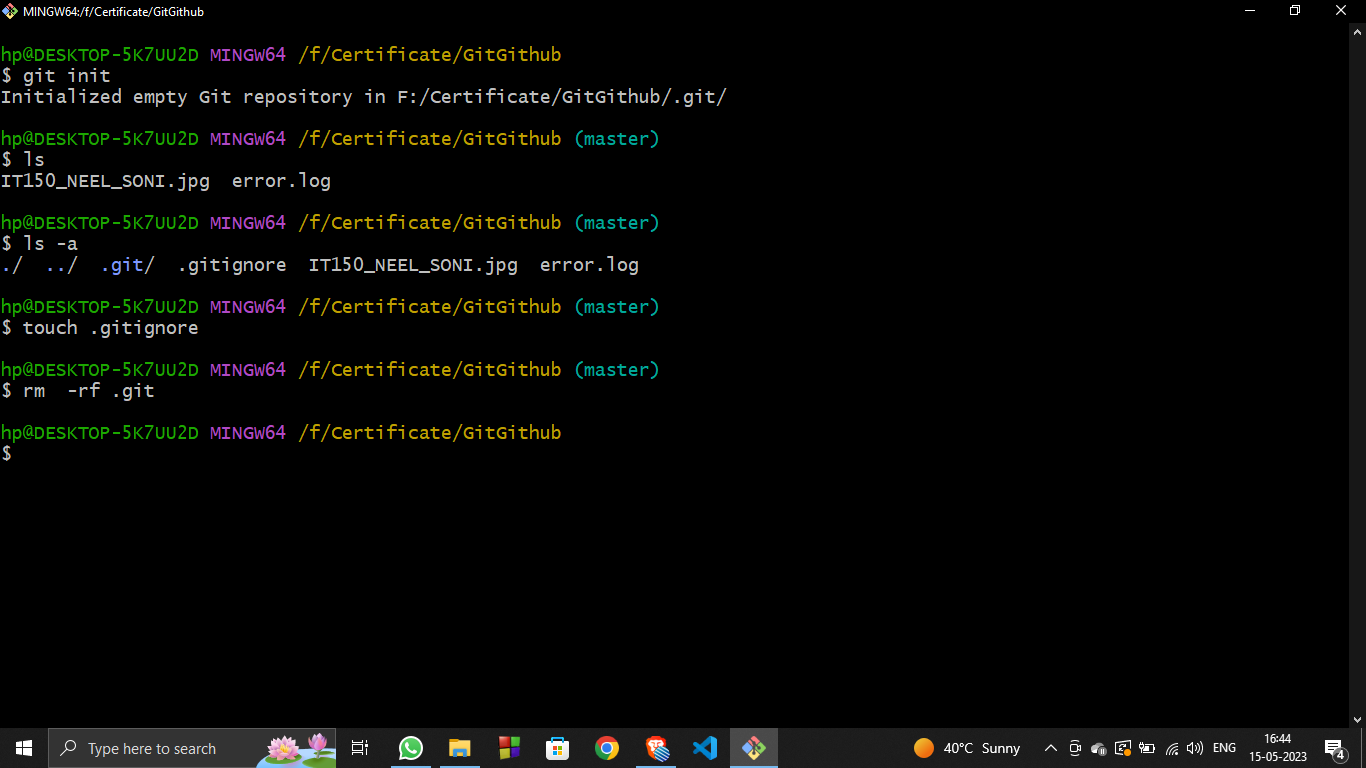 MINGW64:/f/Certificate/GitGithub
hp@DESKTOP-5K7UU2D MINGW64 /f/Certificate/GitGithub
$ git init
Initialized empty Git repository in F:/Certificate/GitGithub/.git/
hp@DESKTOP-5K7UU2D MINGW64 /f/Certificate/GitGithub (master)
$ ls
IT150_NEEL_SONI.jpg  error.log
hp@DESKTOP-5K7UU2D MINGW64 /f/Certificate/GitGithub (master)
$ ls -a
./  ../  .git/  .gitignore  IT150_NEEL_SONI.jpg  error.log
hp@DESKTOP-5K7UU2D MINGW64 /f/Certificate/GitGithub (master)
$ touch .gitignore
hp@DESKTOP-5K7UU2D MINGW64 /f/Certificate/GitGithub (master)
$ rm  -rf .git
hp@DESKTOP-5K7UU2D MINGW64 /f/Certificate/GitGithub
$
Type here to search
40°C Sunny
ENG
16:44
15-05-2023
4